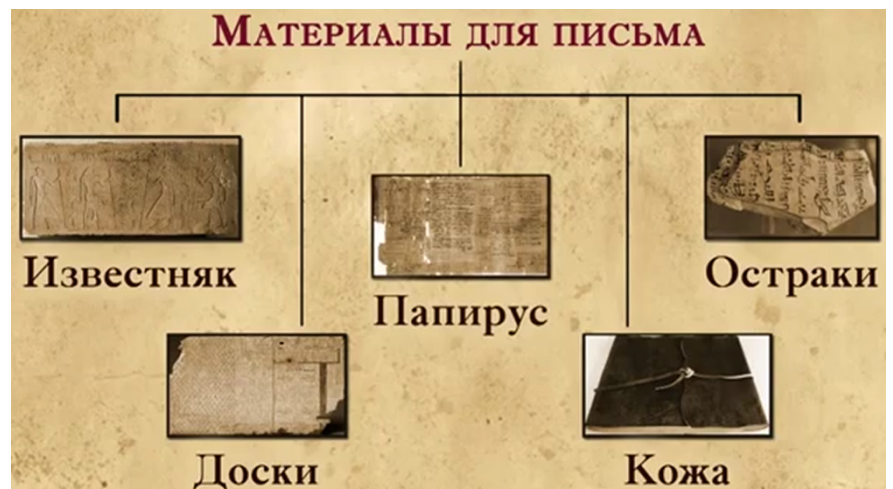 Материалы для письма
Известняк
Папирус
Остраки
Доски
Кожа